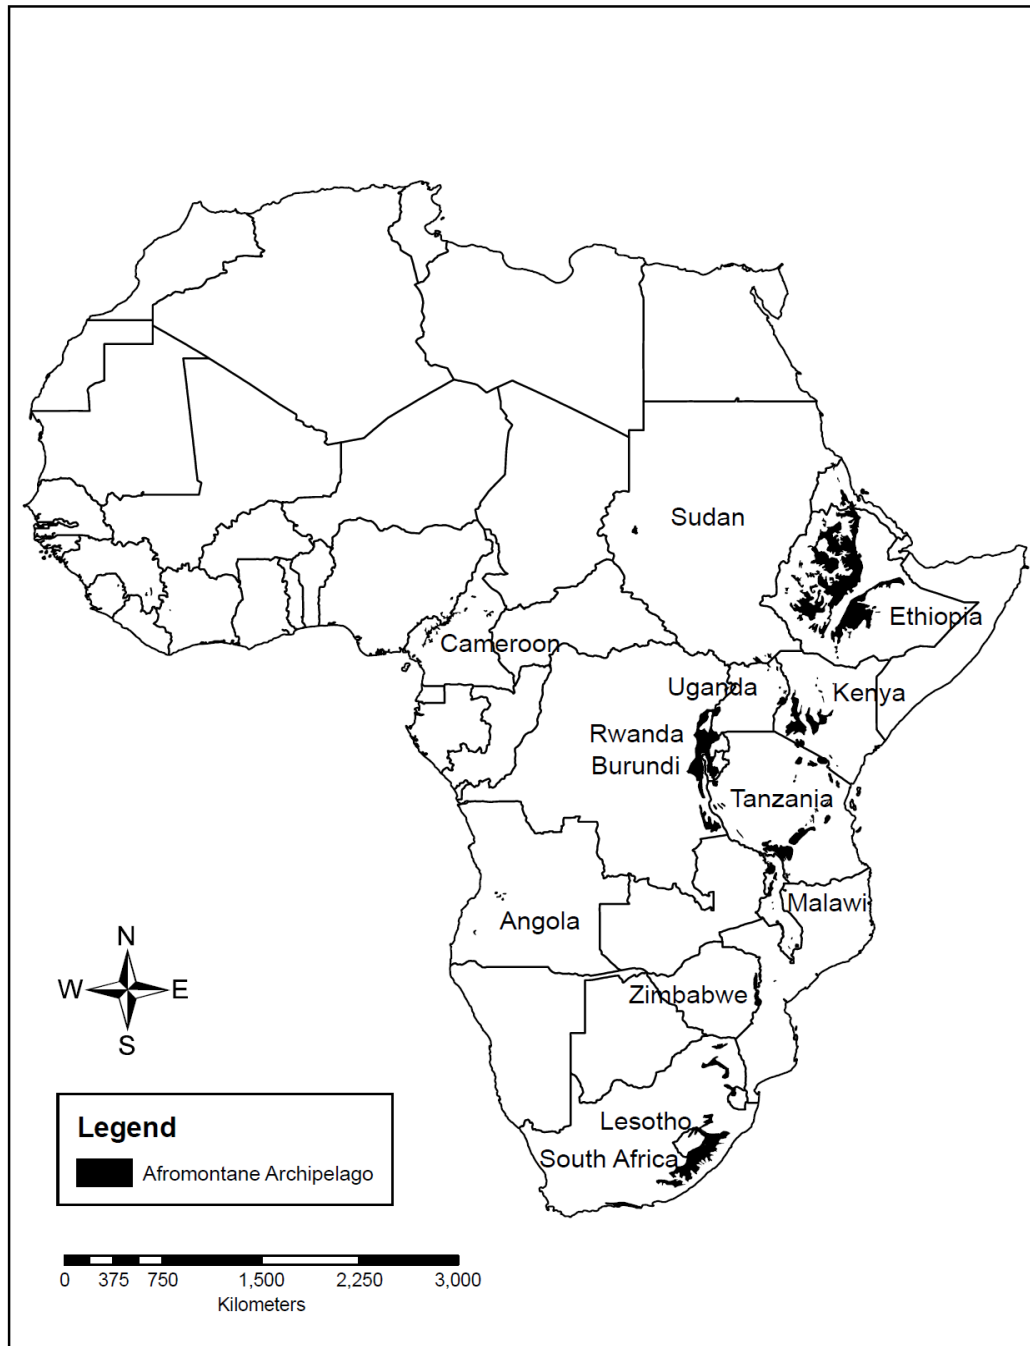 Sudan
Ethiopia
Cameroon
Uganda
Kenya
Rwanda
Burundi
Tanzania
Malawi
Angola
Zimbabwe
N
W
E
S
Lesotho
South Africa
Legend
Afromontane Archipelago
0 375 750 1,500 2,250 3,000
Kilometers